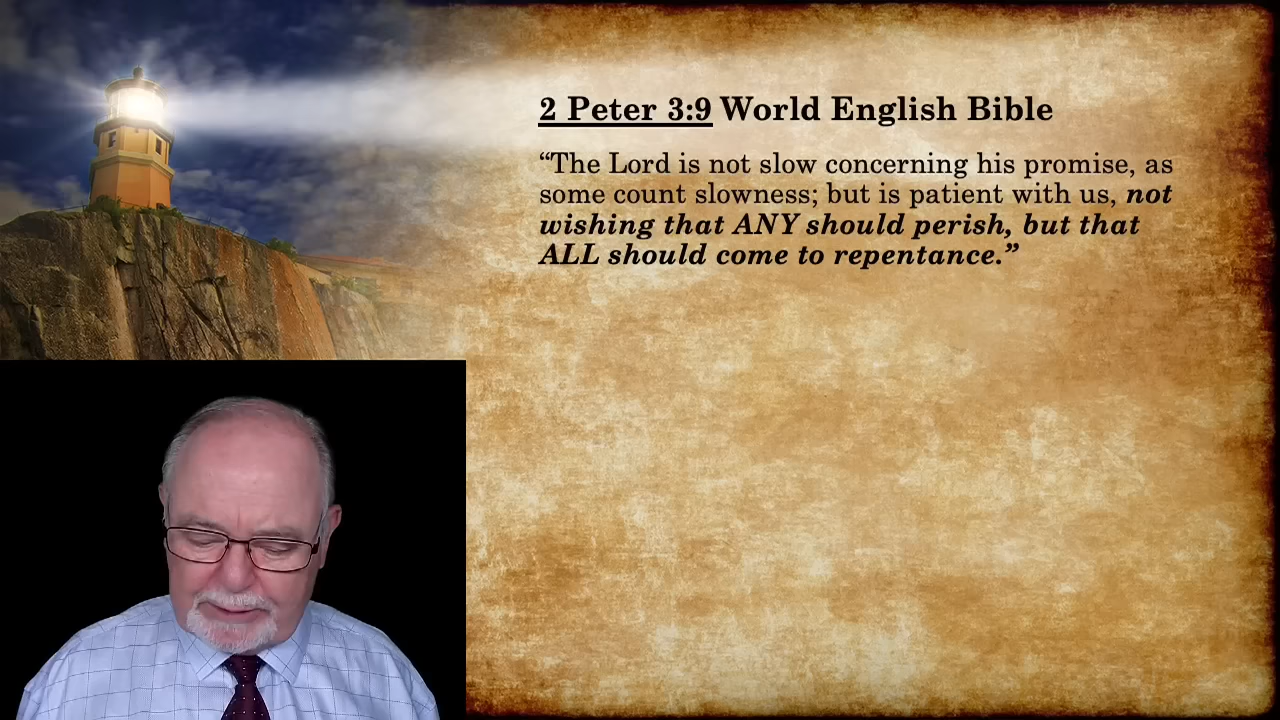 2 Peter 3:9 World English Bible
“The Lord is not slow concerning his promise, as
some count slowness; but is patient with us, not
wishing that ANY should perish, but that
ALL should come to repentance.”